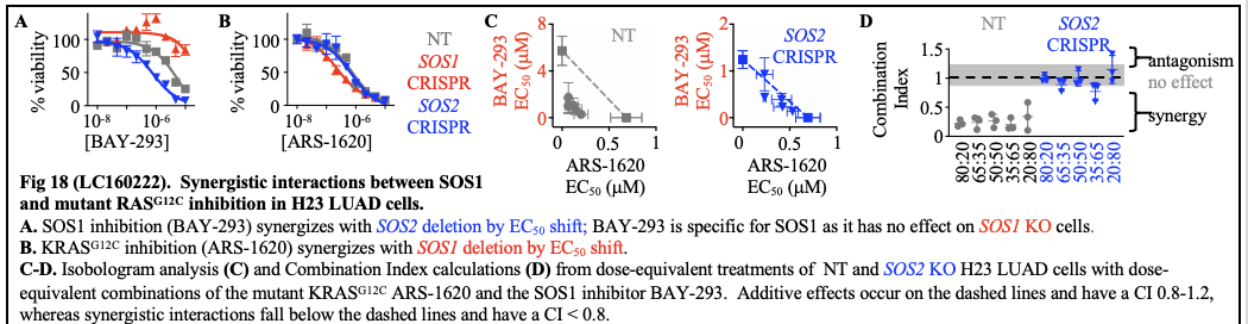 A
B
C
D
% viability
100
50
0
10⁻⁸
10⁻⁶
[BAY-293]
% viability
100
50
0
10⁻⁸
10⁻⁶
[ARS-1620]
NT
SOS1
CRISPR
SOS2
CRISPR
BAY-293
EC₅₀ (μM)
8
4
0
NT
0
0.5
1
ARS-1620
EC₅₀ (μM)
BAY-293
EC₅₀ (μM)
2
1
0
SOS2
CRISPR
0
0.5
1
ARS-1620
EC₅₀ (μM)
NT
SOS2
CRISPR
Combination
Index
1.5
1
0.5
0
antagonism
no effect
synergy
80:20
65:35
50:50
35:65
20:80
80:20
65:35
50:50
35:65
20:80
Fig 18 (LC160222). Synergistic interactions between SOS1
and mutant RASᴳ¹²ᶜ inhibition in H23 LUAD cells.
A. SOS1 inhibition (BAY-293) synergizes with SOS2 deletion by EC₅₀ shift; BAY-293 is specific for SOS1 as it has no effect on SOS1 KO cells.
B. KRASᴳ¹²ᶜ inhibition (ARS-1620) synergizes with SOS1 deletion by EC₅₀ shift.
C-D. Isobologram analysis (C) and Combination Index calculations (D) from dose-equivalent treatments of NT and SOS2 KO H23 LUAD cells with dose-
equivalent combinations of the mutant KRASᴳ¹²ᶜ ARS-1620 and the SOS1 inhibitor BAY-293. Additive effects occur on the dashed lines and have a CI 0.8-1.2,
whereas synergistic interactions fall below the dashed lines and have a CI < 0.8.